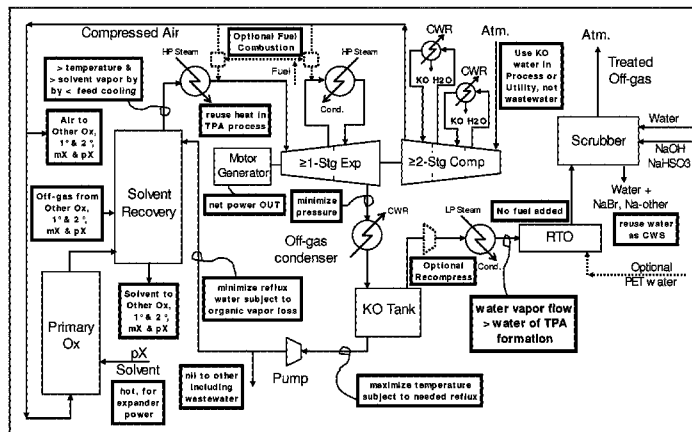 Compressed Air
Optional Fuel
Combustion
CWR
Atm.
Atm.
> temperature &
> solvent vapor by
by < feed cooling
HP Steam
Fuel
HP Steam
KO H2O
CWR
Use KO
water in
Process or
Utility, not
wastewater
Treated
Off-gas
reuse heat in
TPA process
Cond.
KO H2O
Air to
Other Ox,
1° & 2°,
mX & pX
Solvent
Recovery
Motor
Generator
≥1-Stg Exp
≥2-Stg Comp
Scrubber
Water
NaOH
NaHSO3
Off-gas from
Other Ox,
1° & 2°,
mX & pX
net power OUT
minimize
pressure
CWR
LP Steam
No fuel added
Water +
NaBr, Na-other
reuse water
as CWS
Off-gas
condenser
RTO
Optional
Recompress
Cond.
Optional
PET water
Solvent to
Other Ox,
1° & 2°,
mX & pX
minimize reflux
water subject to
organic vapor loss
KO Tank
water vapor flow
> water of TPA
formation
Primary
Ox
pX
Solvent
hot, for
expander
power
nil to other
including
wastewater
Pump
maximize temperature
subject to needed reflux